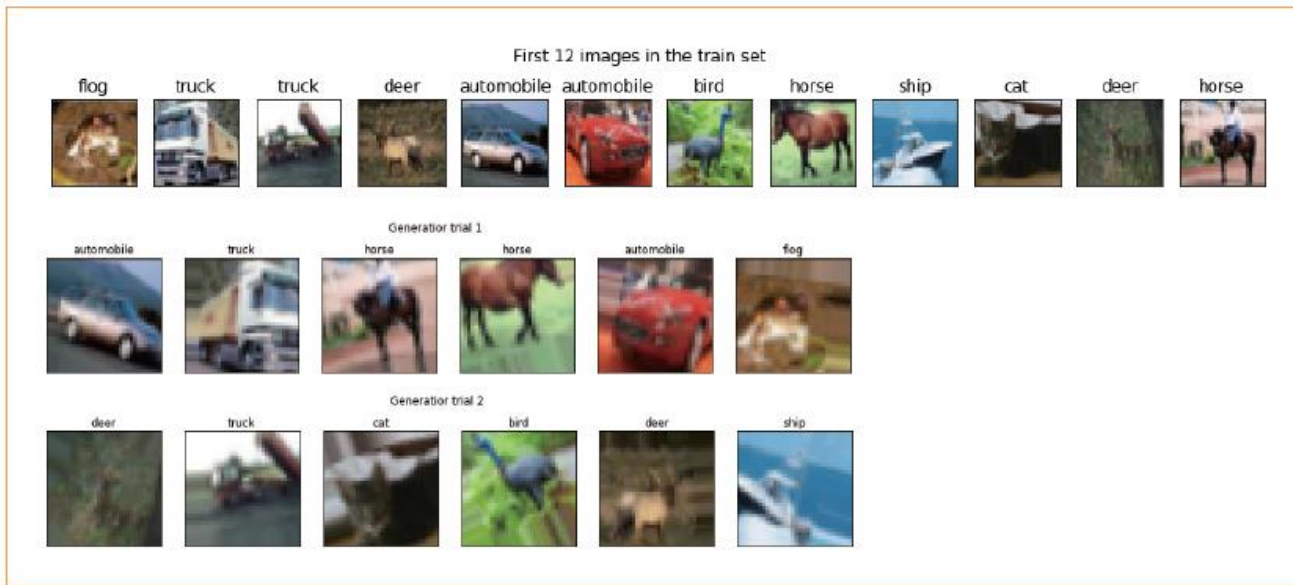 First 12 images in the train set
flog truck truck deer automobile automobile bird horse ship cat deer horse
Generatior trial 1
automobile truck horse horse automobile flog
Generatior trial 2
deer truck cat bird deer ship